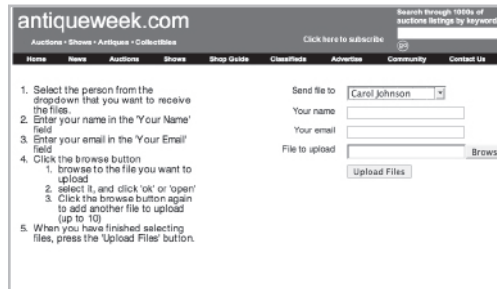 antiqueweek.com
Auctions • Shows • Antiques • Collectibles
Search through 1000s of
auctions listings by keyword
Click here to subscribe
go
Home News Auctions Shows Shop Guide Classifieds Advertise Community Contact Us
1. Select the person from the
dropdown that you want to receive
the files.
2. Enter your name in the 'Your Name'
field
3. Enter your email in the 'Your Email'
field
4. Click the browse button
1. browse to the file you want to
upload
2. select it, and click 'ok' or 'open'
3. Click the browse button again
to add another file to upload
(up to 10)
5. When you have finished selecting
files, press the 'Upload Files' button.
Send file to Carol Johnson
Your name
Your email
File to upload Brows
Upload Files